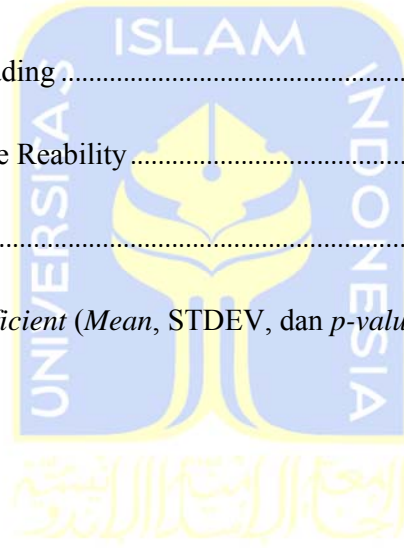 ISLAM
ding ........................................................
e Reability ........................................
................................................................
ficient (Mean, STDEV, dan p-valu
UNIVERSITAS
INDONESIA